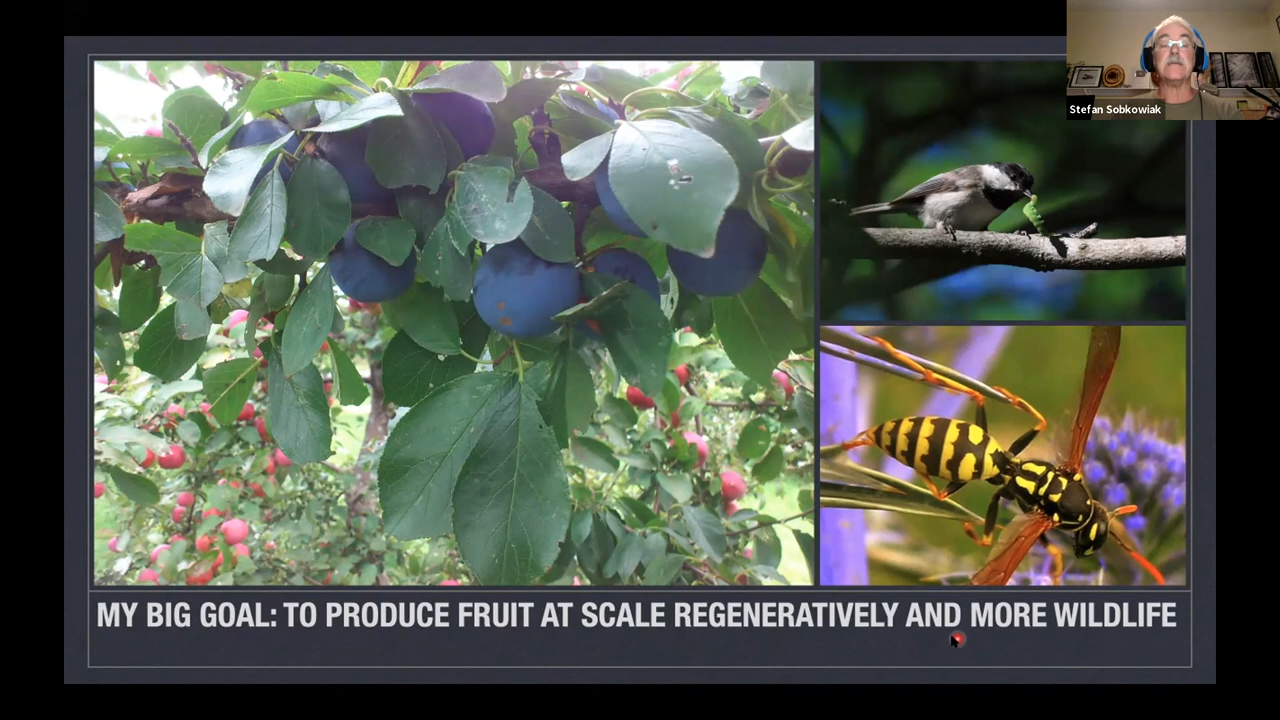 Stefan Sobkowiak
MY BIG GOAL: TO PRODUCE FRUIT AT SCALE REGENERATIVELY AND MORE WILDLIFE